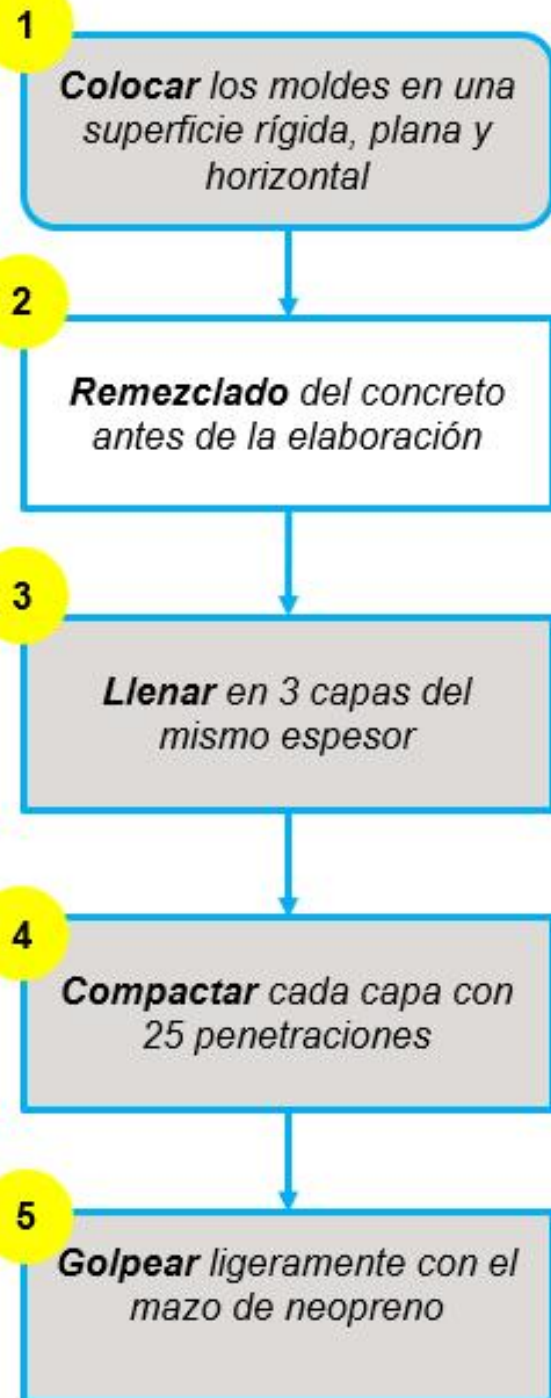 1
Colocar los moldes en una
superficie rígida, plana y
horizontal
2
Remezclado del concreto
antes de la elaboración
3
Llenar en 3 capas del
mismo espesor
4
Compactar cada capa con
25 penetraciones
5
Golpear ligeramente con el
mazo de neopreno